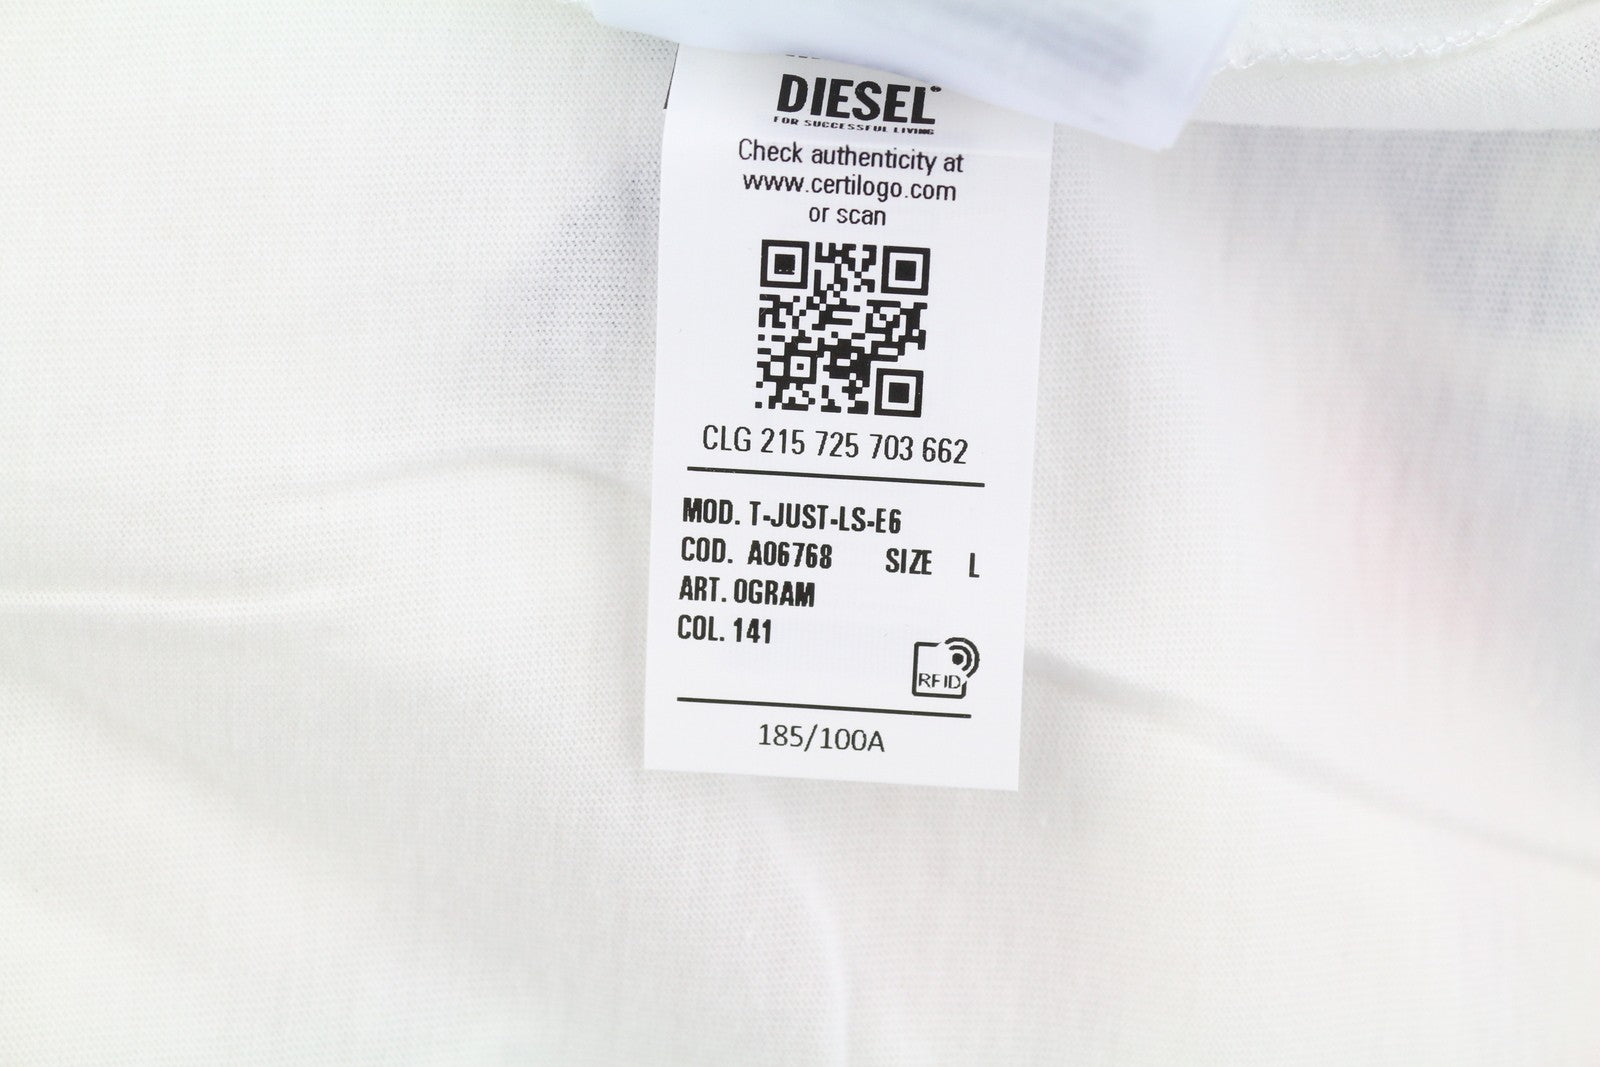 DIESEL
FOR SUCCESSFUL LIVING
Check authenticity at
www.certilogo.com
or scan
CLG 215 725 703 662
MOD. T-JUST-LS-E6
COD. A06768 SIZE L
ART. 0GRAM
COL. 141
RFID
185/100A